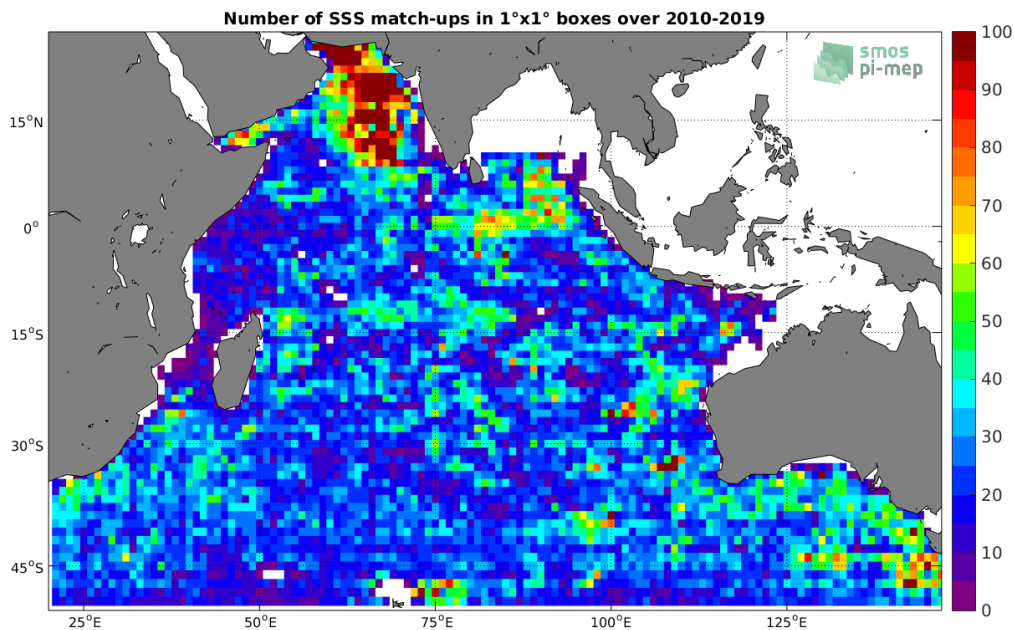 Number of SSS match-ups in 1°x1° boxes over 2010-2019
smos
pi-mep
100
90
80
70
60
50
40
30
20
10
0
15°N
0°
15°S
30°S
45°S
25°E
50°E
75°E
100°E
125°E